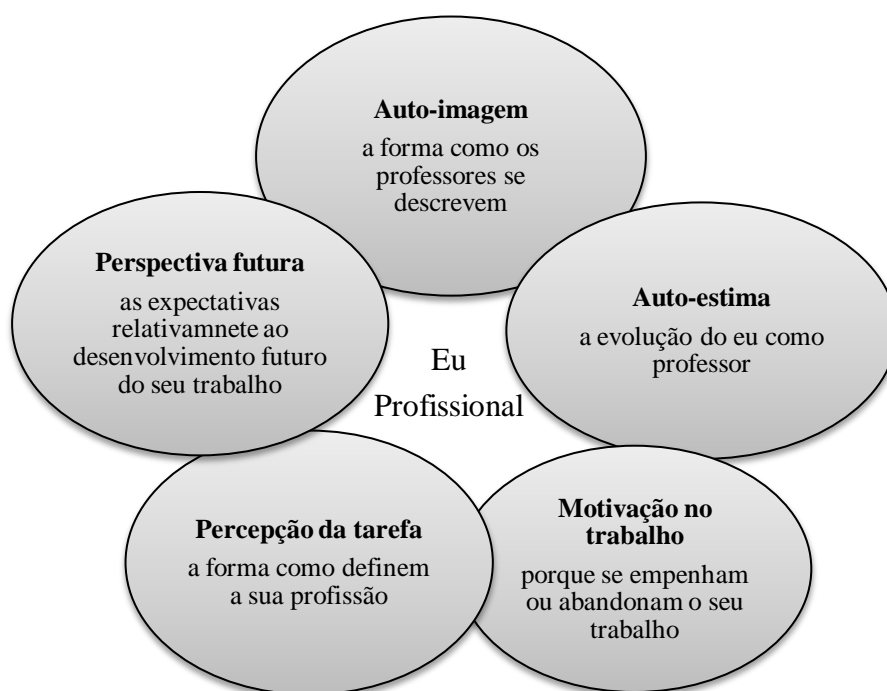 Auto-imagem
a forma como os
professores se
descrevem
Perspectiva futura
as expectativas
relativamnete ao
desenvolvimento futuro
do seu trabalho
Auto-estima
a evolução do eu como
professor
Eu
Profissional
Percepção da tarefa
a forma como definem
a sua profissão
Motivação no
trabalho
porque se empenham
ou abandonam o seu
trabalho